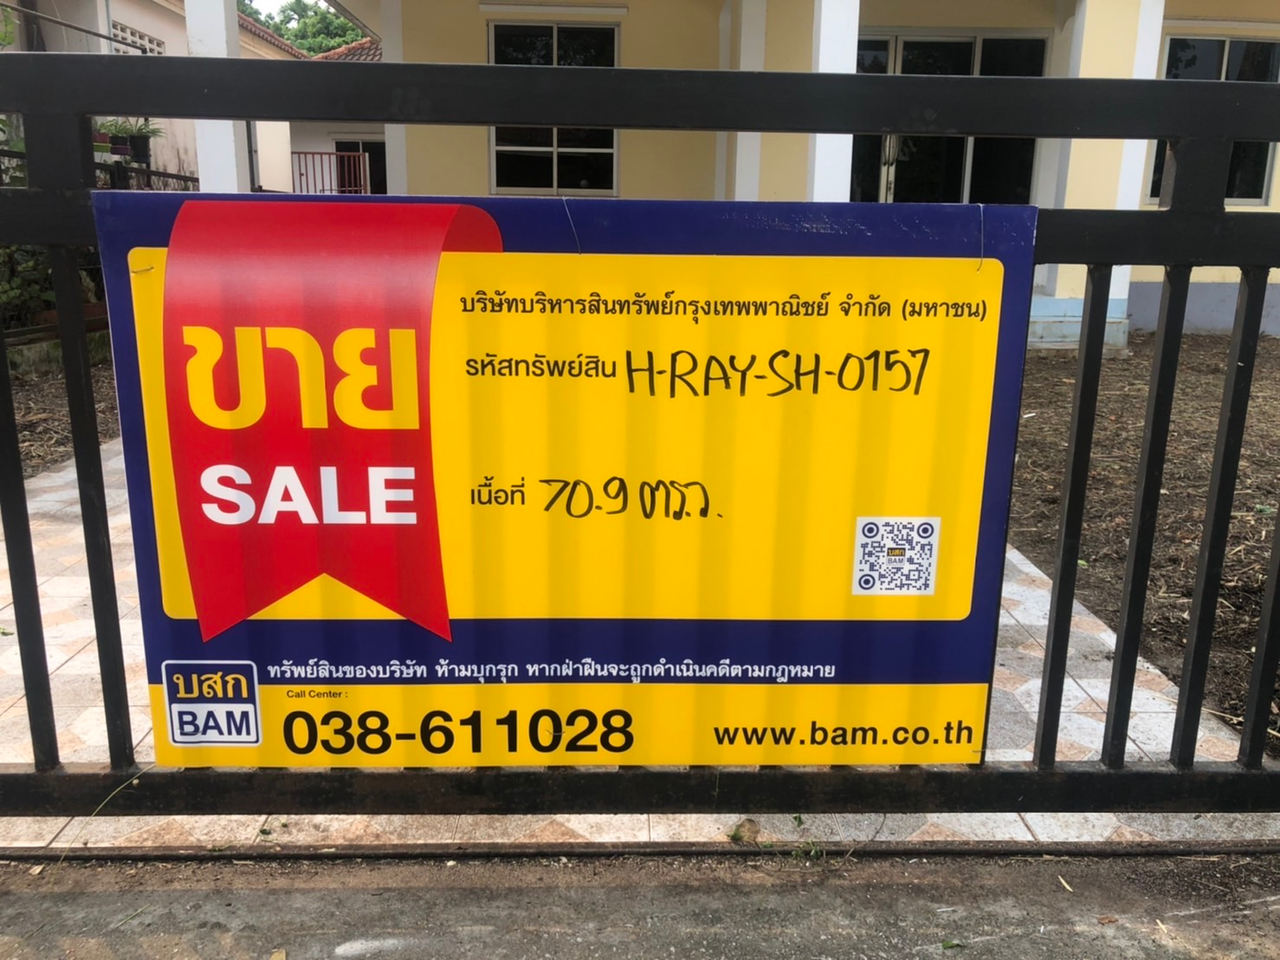 ขาย
SALE
บริษัทบริหารสินทรัพย์กรุงเทพพาณิชย์ จำกัด (มหาชน)
รหัสทรัพย์สิน H-RAY-SH-0157
เนื้อที่ 70.9 ตร.ว.
บสก
BAM
ทรัพย์สินของบริษัท ห้ามบุกรุก หากฝ่าฝืนจะถูกดำเนินคดีตามกฎหมาย
บสก
BAM
Call Center :
038-611028
www.bam.co.th